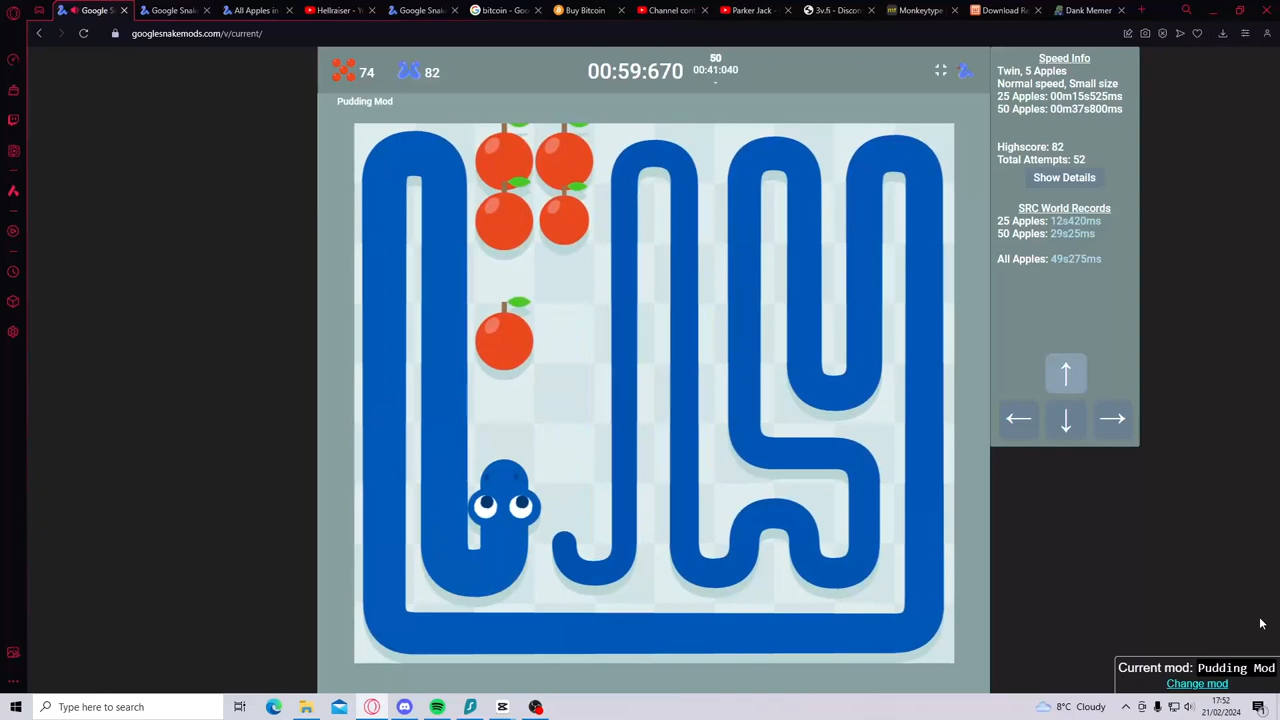 Google S
Google Snake
All Apples in
Hellraiser - Y
Google Snake
bitcoin - Goo
Buy Bitcoin
Channel cont
Parker Jack -
3v.fi - Discon
Monkeytype
Download Re
Dank Memer
googlesnakemods.com/v/current/
74
82
00:59:670
50
00:41:040
-
Pudding Mod
Speed Info
Twin, 5 Apples
Normal speed, Small size
25 Apples: 00m15s525ms
50 Apples: 00m37s800ms
Highscore: 82
Total Attempts: 52
Show Details
SRC World Records
25 Apples: 12s420ms
50 Apples: 29s25ms
All Apples: 49s275ms
Current mod: Pudding Mod
Change mod
Type here to search
8°C Cloudy
17:52
21/02/2024